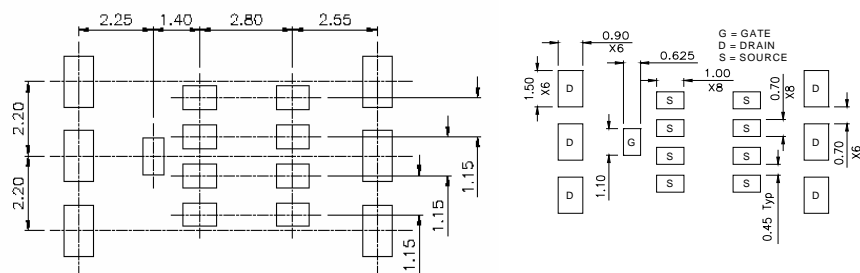 2.25
1.40
2.80
2.55
2.20
2.20
1.15
1.15
1.15
0.90
X6
0.625
G = GATE
D = DRAIN
S = SOURCE
1.50
X6
1.00
X8
0.70
X8
0.70
X6
1.10
0.45 Typ
D
S
S
D
S
S
D
G
D
S
S
D
S
S
D